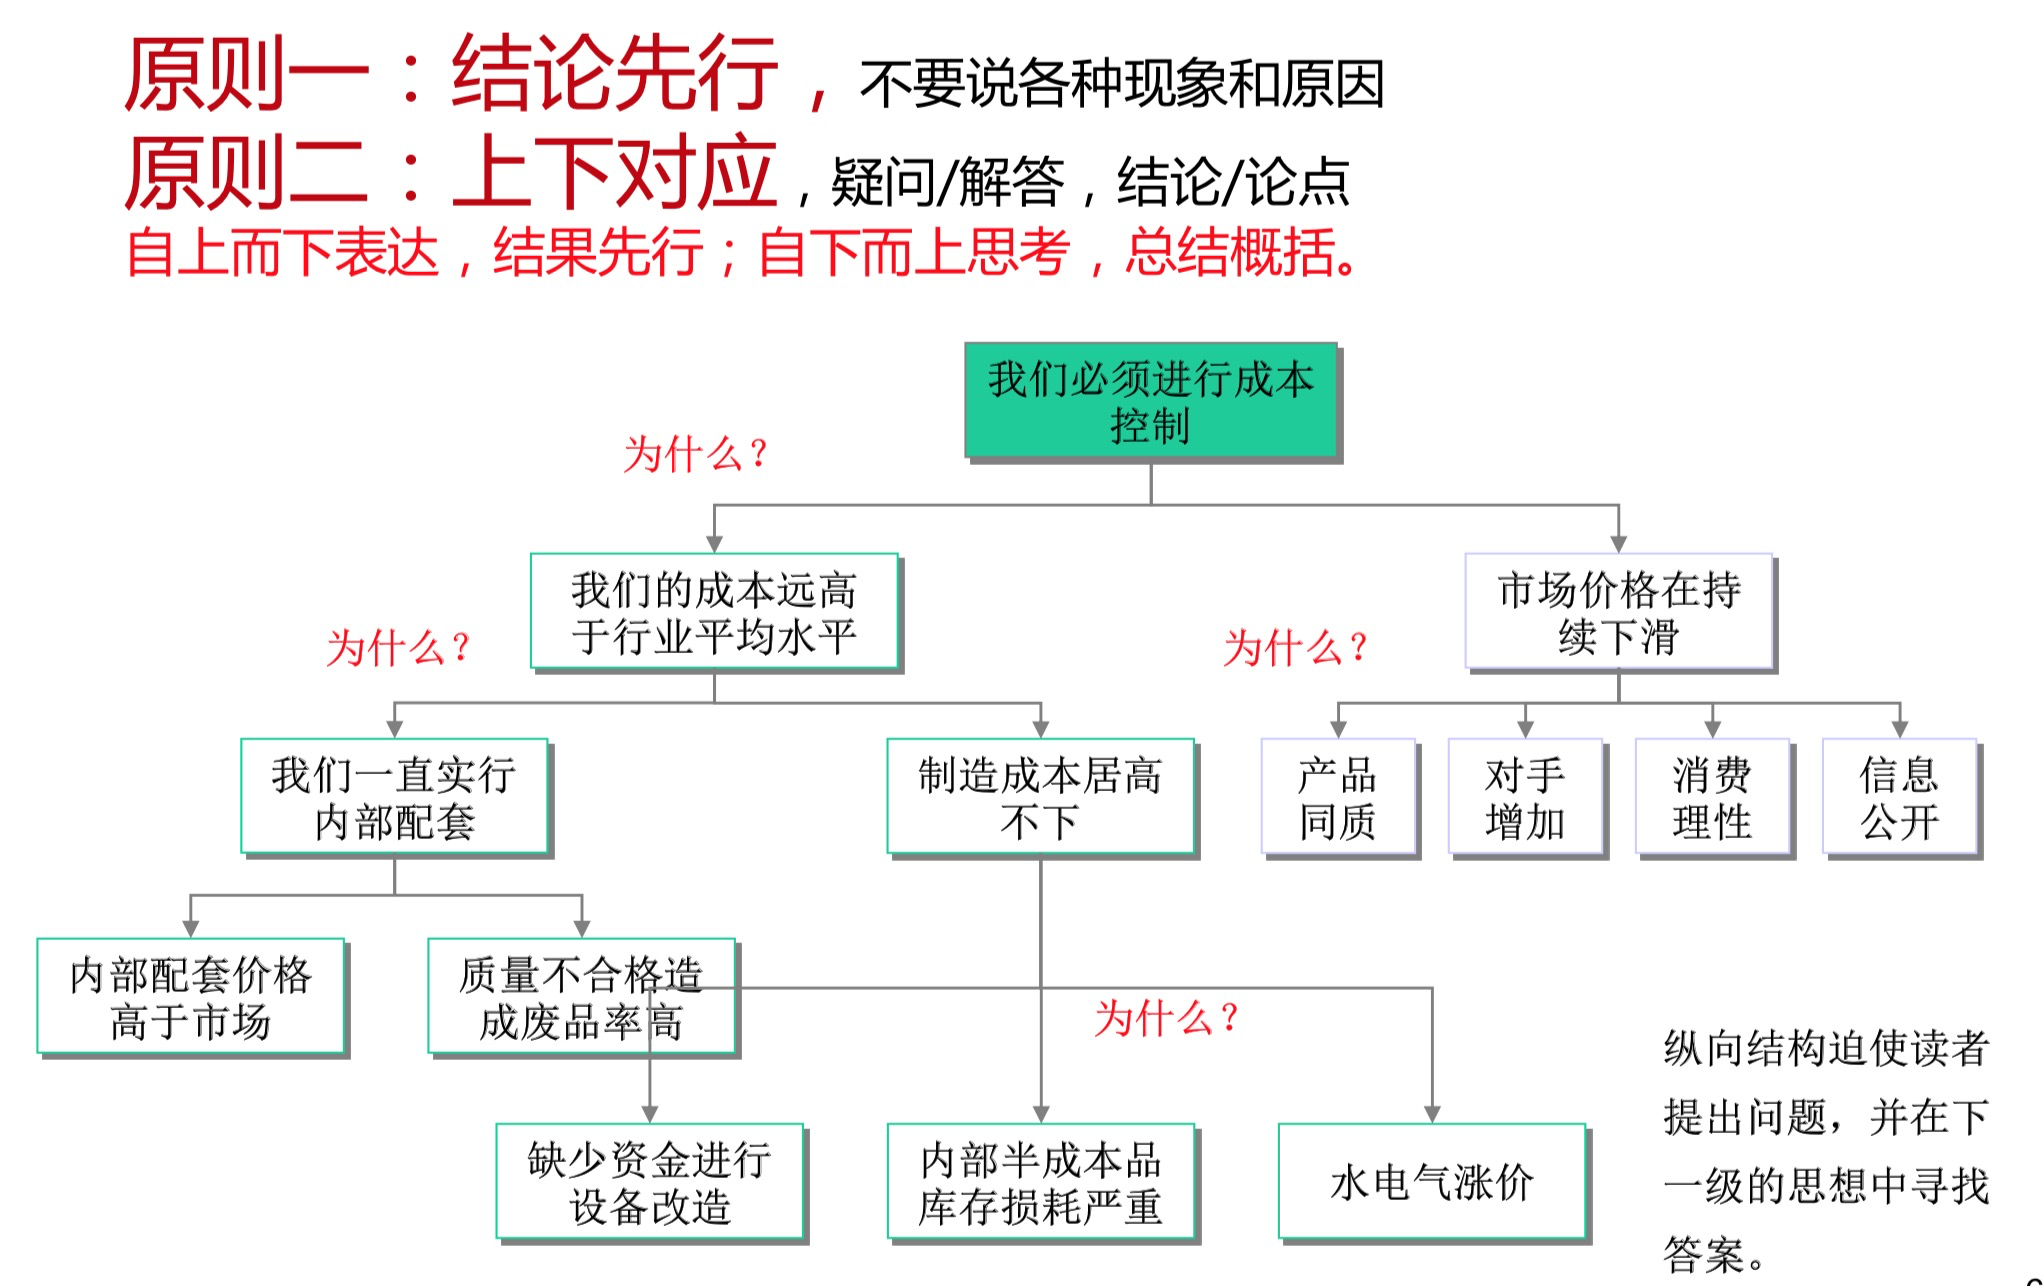 原则一：结论先行，不要说各种现象和原因
原则二：上下对应，疑问/解答，结论/论点
自上而下表达，结果先行；自下而上思考，总结概括。
我们必须进行成本
控制
为什么？
我们的成本远高
于行业平均水平
市场价格在持
续下滑
为什么？
为什么？
我们一直实行
内部配套
制造成本居高
不下
产品
同质
对手
增加
消费
理性
信息
公开
内部配套价格
高于市场
质量不合格造
成废品率高
为什么？
缺少资金进行
设备改造
内部半成本品
库存损耗严重
水电气涨价
纵向结构迫使读者
提出问题，并在下
一级的思想中寻找
答案。